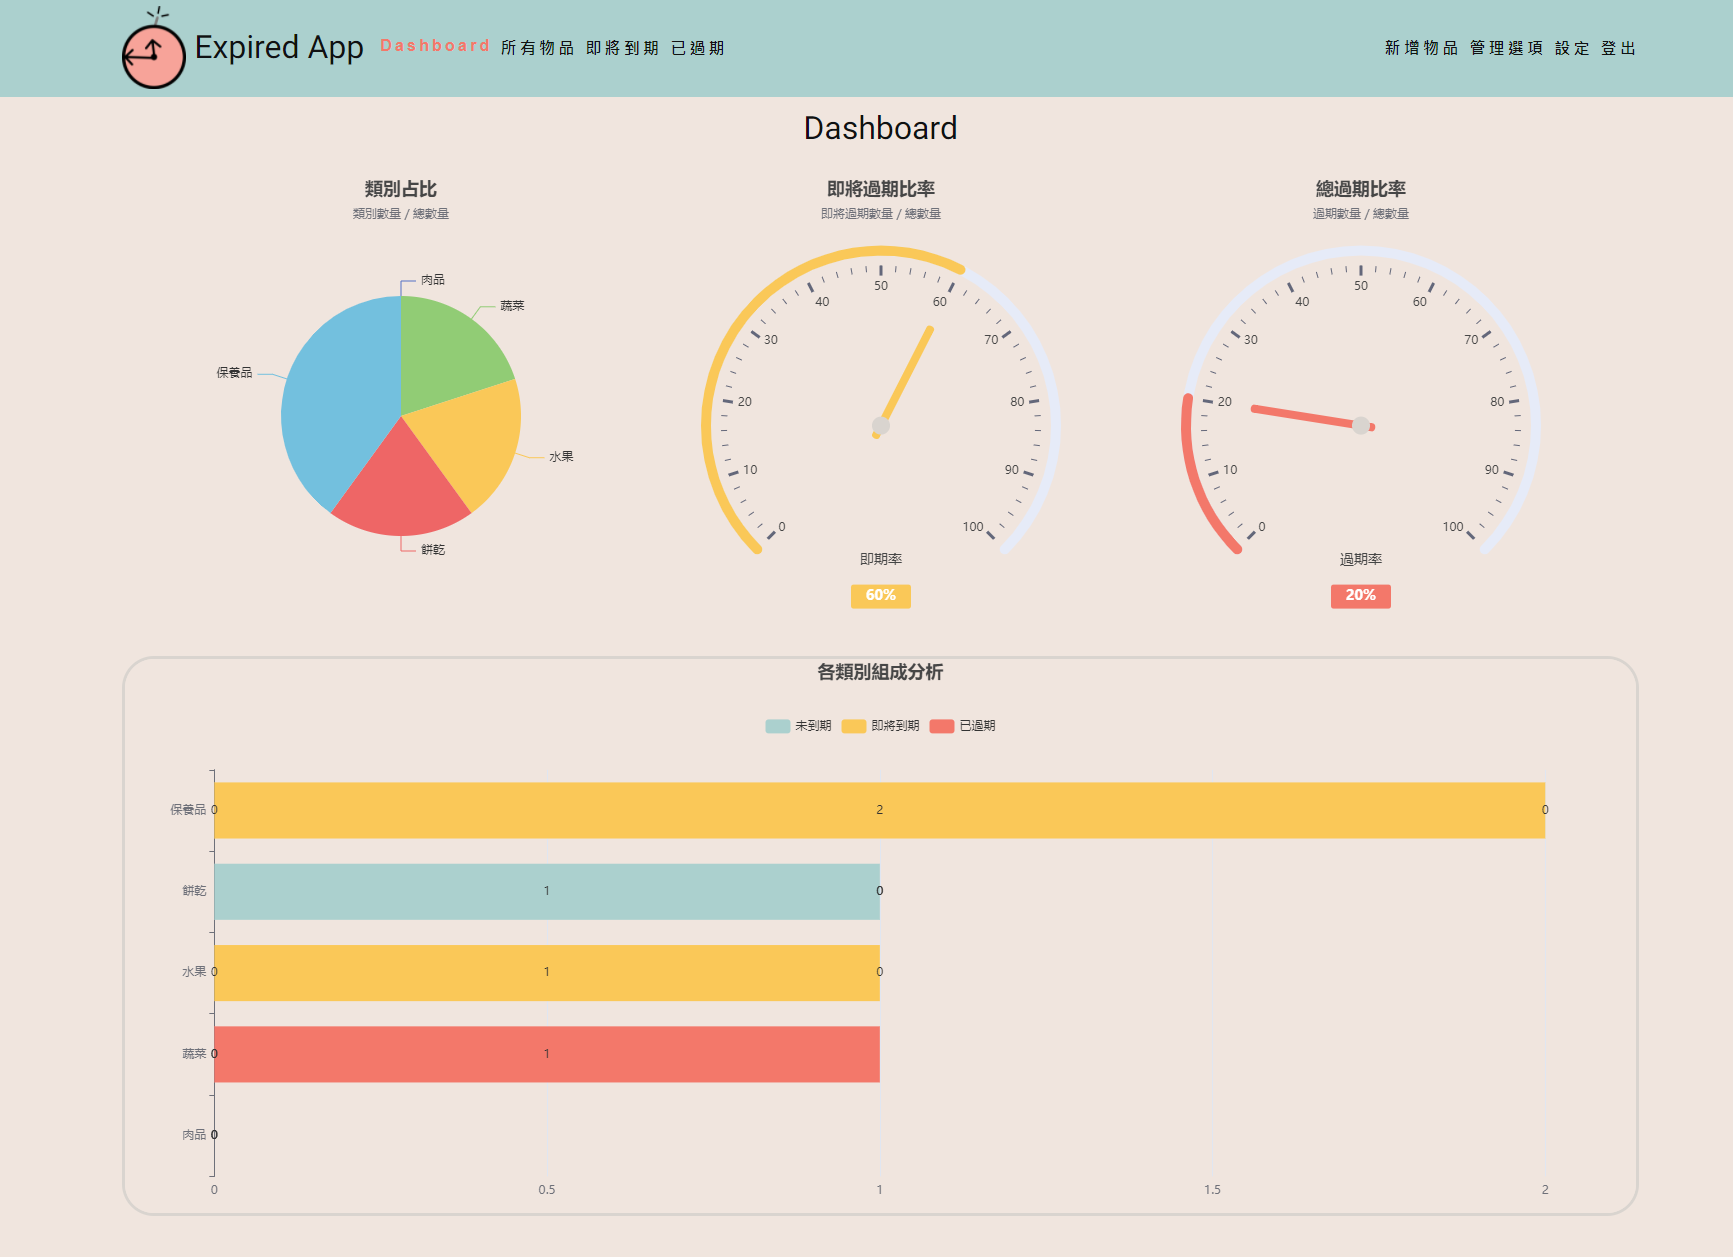 Expired App Dashboard 所有物品 即將到期 已過期 新增物品 管理選項 設定 登出
Dashboard
類別占比
類別數量 / 總數量
肉品
蔬菜
保養品
水果
餅乾
即將過期比率
即將過期數量 / 總數量
0
10
20
30
40
50
60
70
80
90
100
即期率
60%
總過期比率
過期數量 / 總數量
0
10
20
30
40
50
60
70
80
90
100
過期率
20%
各類別組成分析
未到期 即將到期 已過期
保養品 0 2 0
餅乾 1 0
水果 0 1 0
蔬菜 0 1
肉品 0
0 0.5 1 1.5 2